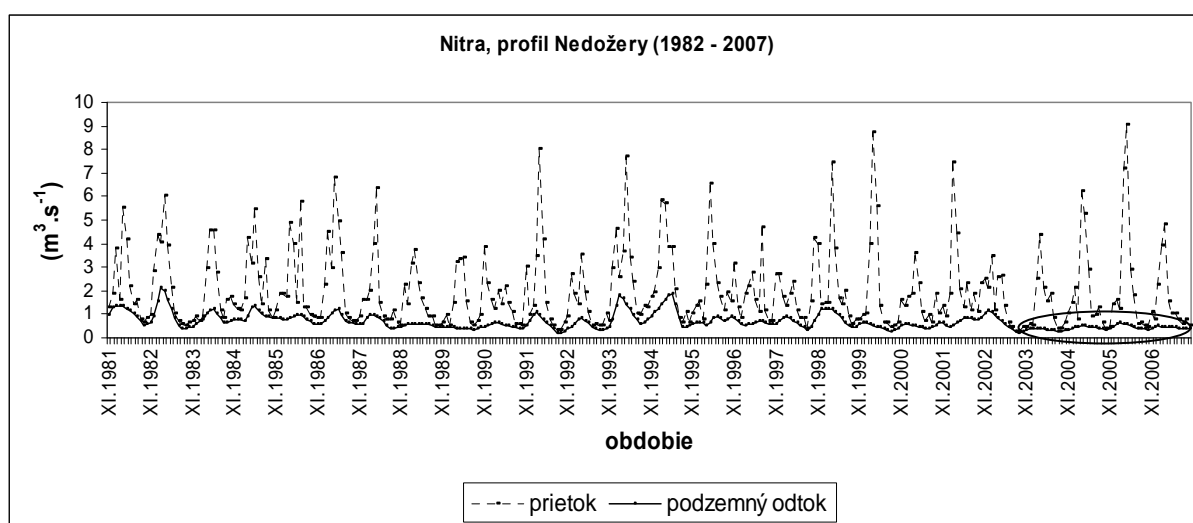 Nitra, profil Nedožery (1982 - 2007)
(m³.s⁻¹)
10
9
8
7
6
5
4
3
2
1
0
XI. 1981
XI. 1982
XI. 1983
XI. 1984
XI. 1985
XI. 1986
XI. 1987
XI. 1988
XI. 1989
XI. 1990
XI. 1991
XI. 1992
XI. 1993
XI. 1994
XI. 1995
XI. 1996
XI. 1997
XI. 1998
XI. 1999
XI.2000
XI.2001
XI.2002
XI.2003
XI.2004
XI.2005
XI.2006
obdobie
prietok
podzemný odtok